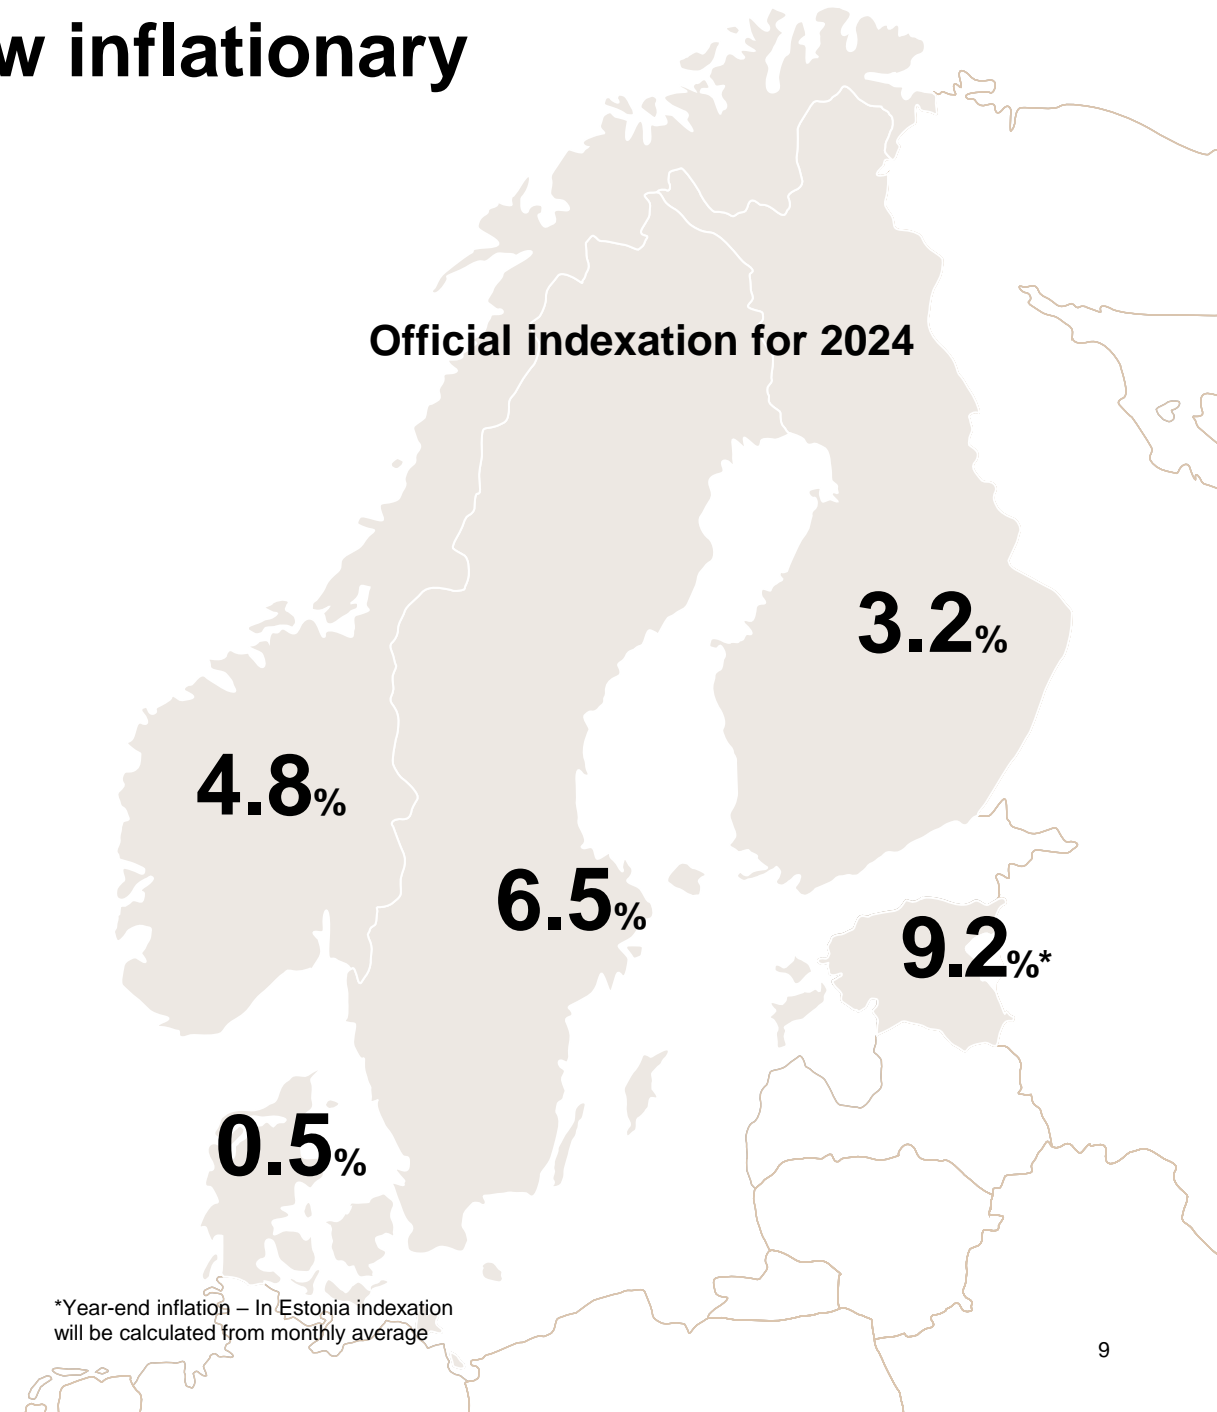 w inflationary
Official indexation for 2024
3.2%
4.8%
6.5%
9.2%*
0.5%
*Year-end inflation – In Estonia indexation
will be calculated from monthly average
9